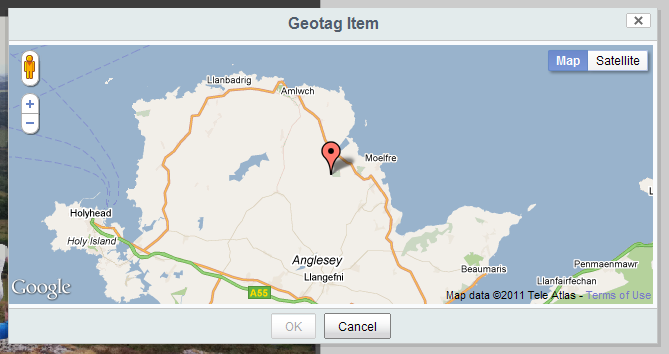 Geotag Item
Map
Satellite
Llanbadrig
Amlwch
Moelfre
Holyhead
Holy Island
Anglesey
Llangefni
Beaumaris
Penmaenmawr
Llanfairfechan
A55
Google
Map data ©2011 Tele Atlas - Terms of Use
OK
Cancel